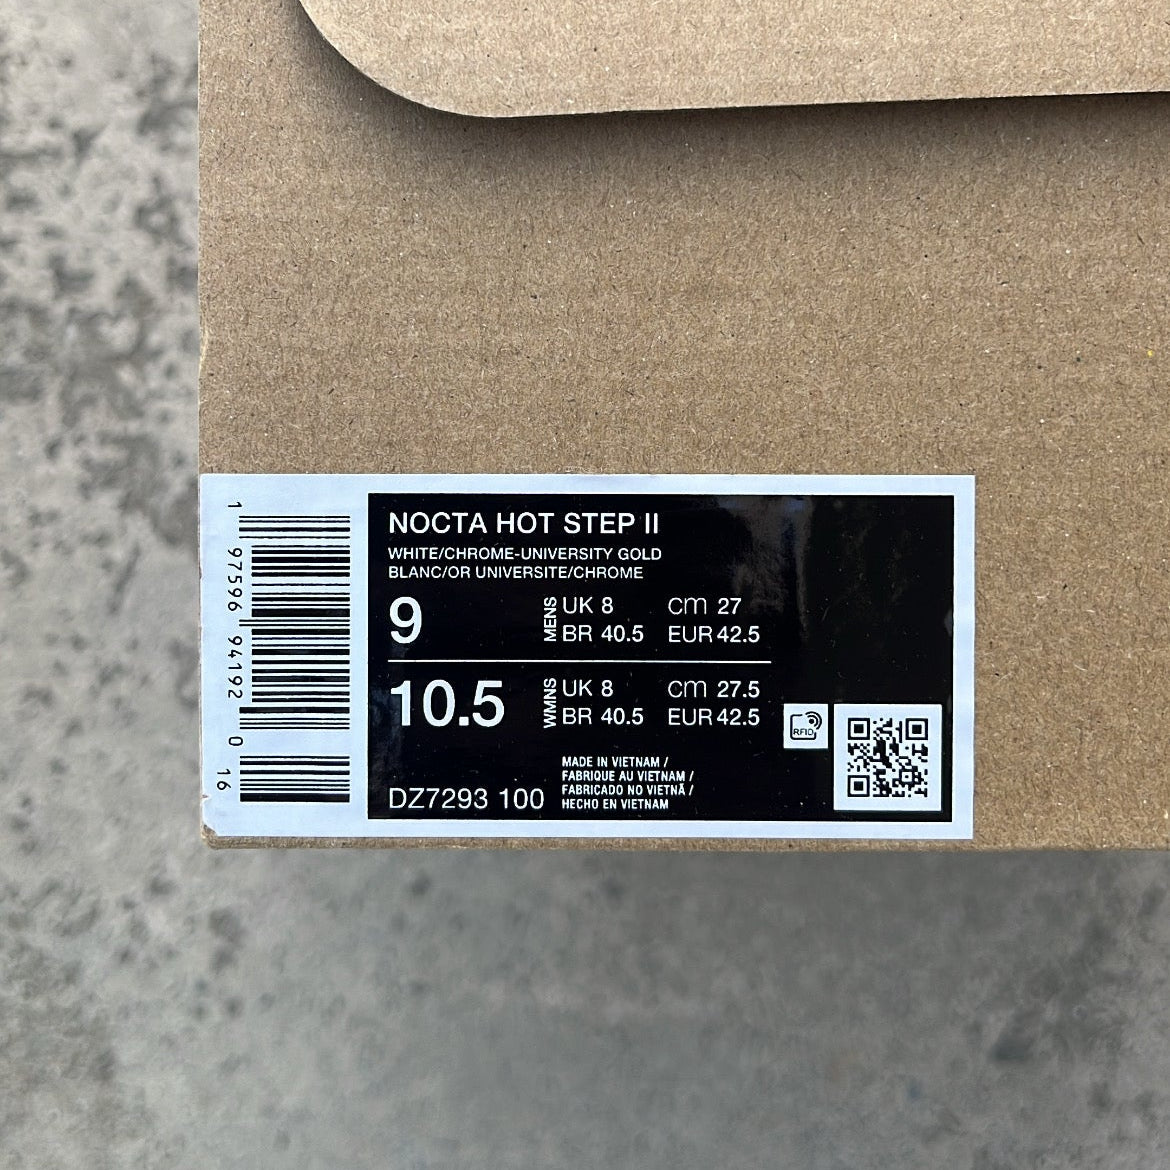 NOCTA HOT STEP II
WHITE/CHROME-UNIVERSITY GOLD
BLANC/OR UNIVERSITE/CHROME
9
MENS
UK 8 CM 27
BR 40.5 EUR 42.5
10.5
WMNS
UK 8 CM 27.5
BR 40.5 EUR 42.5
RFID
DZ7293 100
MADE IN VIETNAM /
FABRIQUE AU VIETNAM /
FABRICADO NO VIETNÃ /
HECHO EN VIETNAM
1 97596 94192 0 16